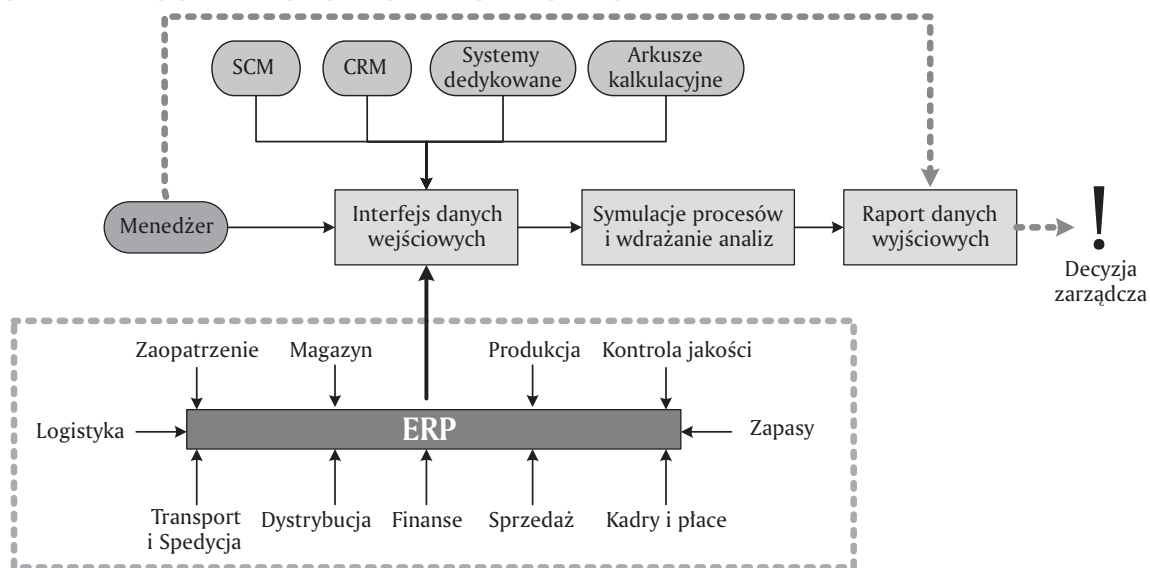 SCM
CRM
Systemy
dedykowane
Arkusze
kalkulacyjne
Menedżer
Interfejs danych
wejściowych
Symulacje procesów
i wdrażanie analiz
Raport danych
wyjściowych
!
Decyzja
zarządcza
Zaopatrzenie
Magazyn
Produkcja
Kontrola jakości
Logistyka
ERP
Zapasy
Transport
i Spedycja
Dystrybucja
Finanse
Sprzedaż
Kadry i płace